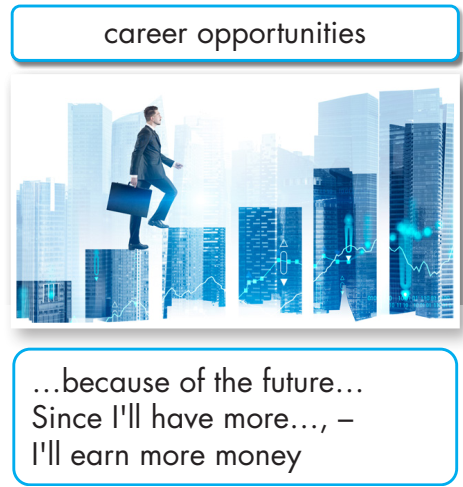 career opportunities
…because of the future…
Since I'll have more…, –
I'll earn more money